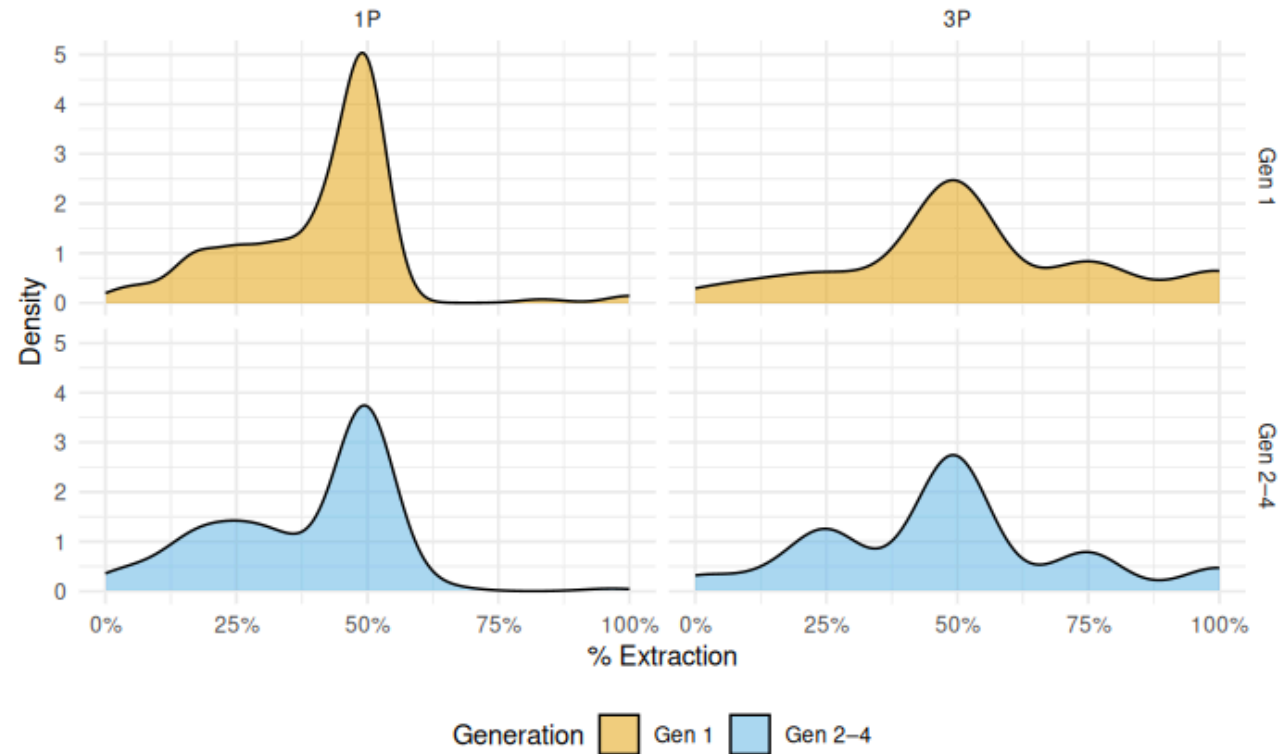 1P 3P
5
4
3
2
1
0
Gen 1
5
4
3
2
1
0
Gen 2–4
Density
0% 25% 50% 75% 100% 0% 25% 50% 75% 100%
% Extraction
Generation Gen 1 Gen 2–4